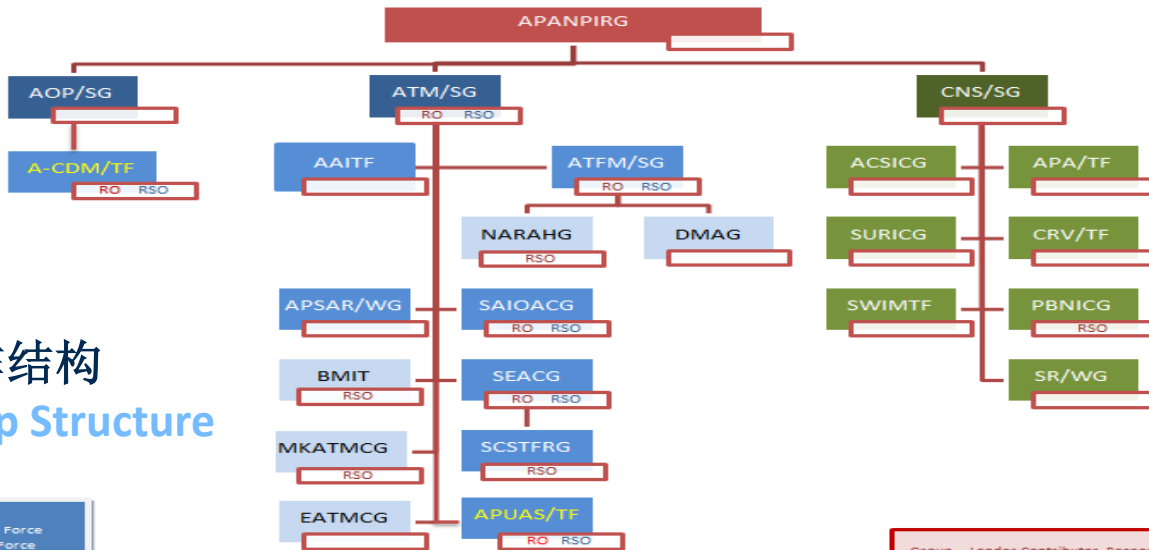 APANPIRG
AOP/SG
ATM/SG
RO RSO
CNS/SG
A-CDM/TF
RO RSO
AAITF
ATFM/SG
RO RSO
ACSICG
APA/TF
NARAHG
RSO
DMAG
SURICG
CRV/TF
APSAR/WG
SAIOACG
RO RSO
SWIMTF
PBNICG
RSO
结构
p Structure
BMIT
RSO
SEACG
RO RSO
SR/WG
MKATMCG
RSO
SCSTFRG
RSO
EATMCG
APUAS/TF
RO RSO
Force
Force